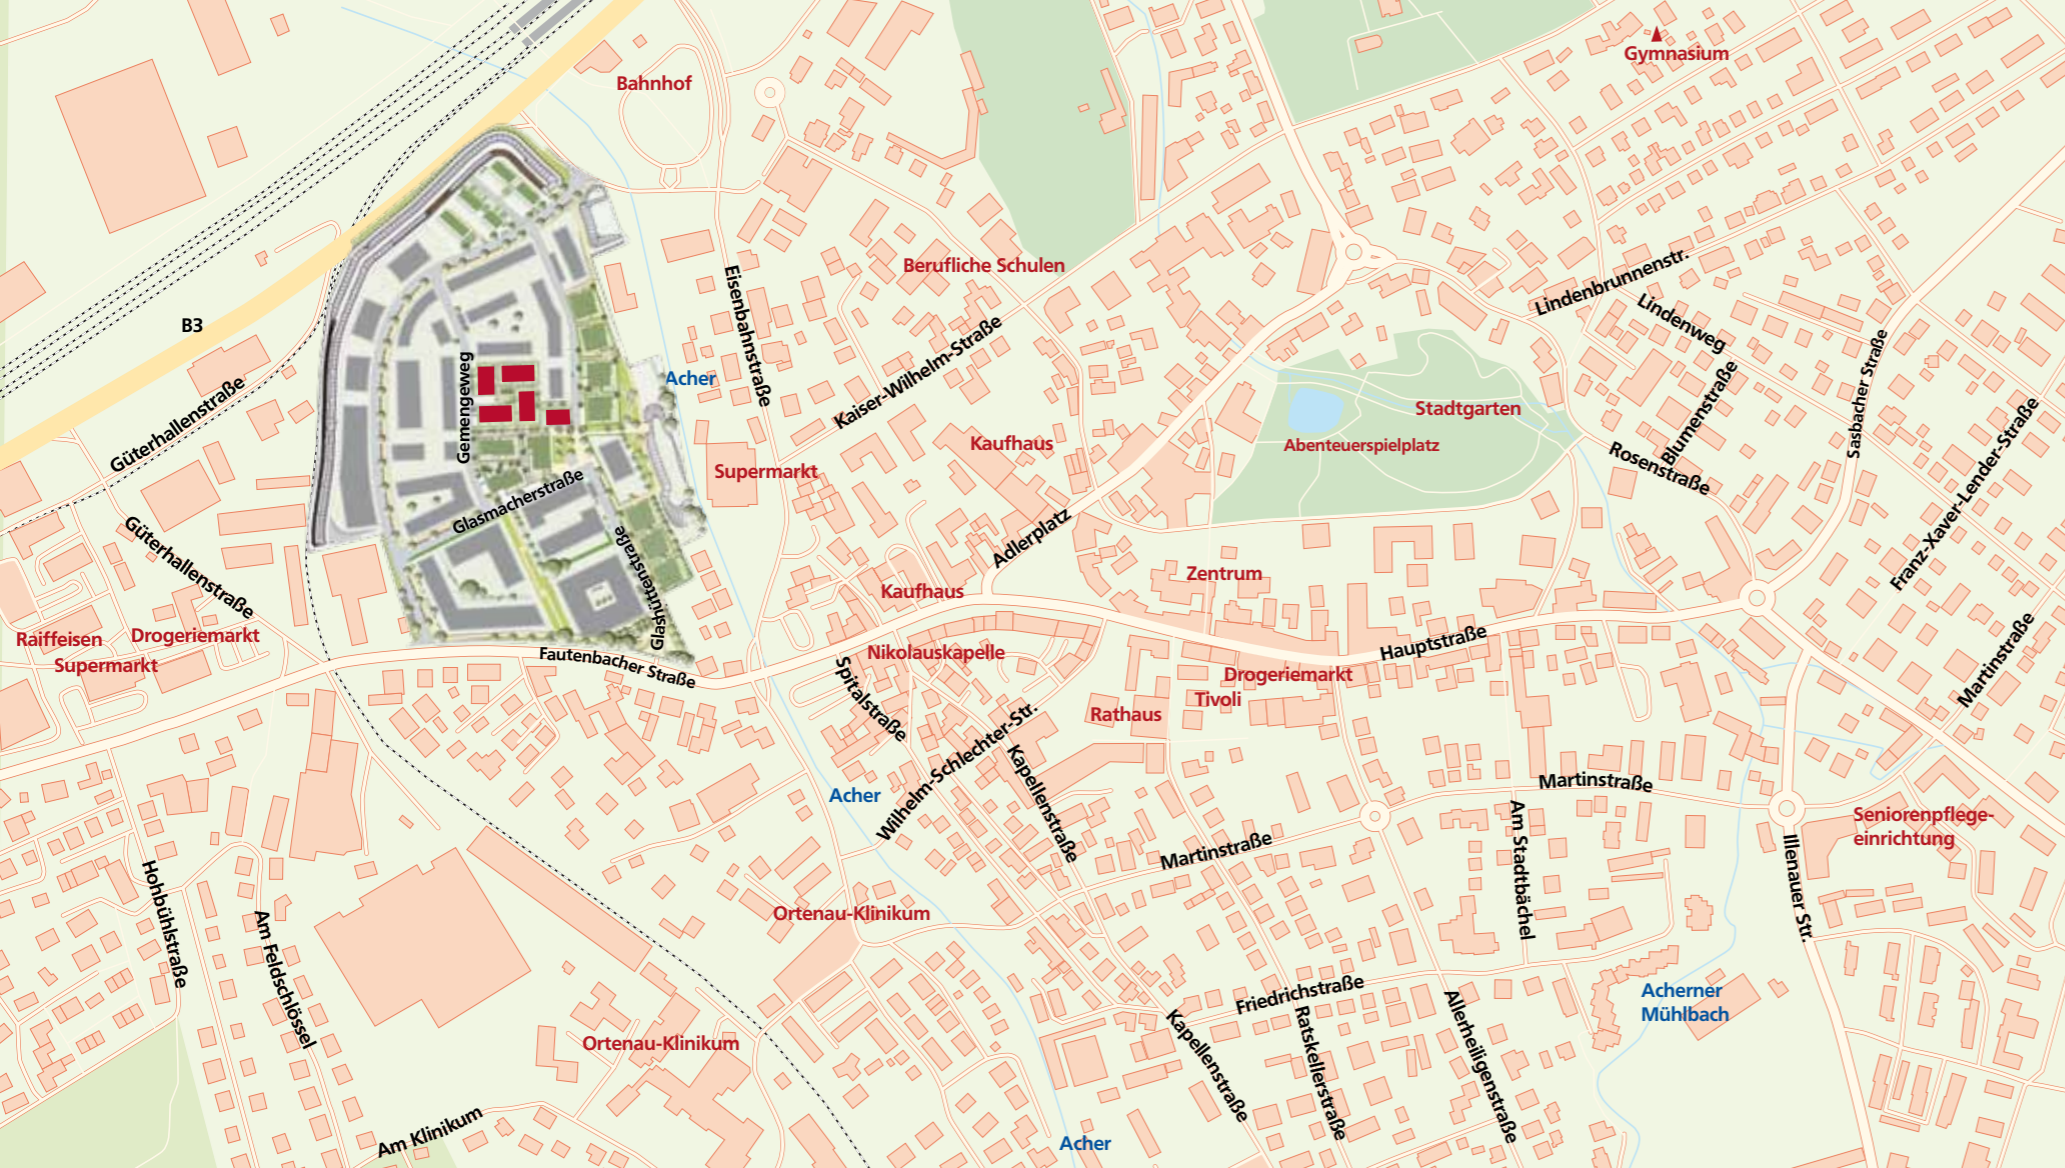 Gymnasium
Bahnhof
Berufliche Schulen
Lindenbrunnenstr.
Lindenweg
B3
Eisenbahnstraße
Kaiser-Wilhelm-Straße
Sasbacher Straße
Blumenstraße
Acher
Gemengeweg
Güterhallenstraße
Stadtgarten
Abenteuerspielplatz
Kaufhaus
Supermarkt
Rosenstraße
Franz-Xaver-Lender-Straße
Glasmacherstraße
Adlerplatz
Güterhallenstraße
Glashüttenstraße
Zentrum
Kaufhaus
Raiffeisen
Drogeriemarkt
Supermarkt
Fautenbacher Straße
Nikolauskapelle
Hauptstraße
Martinstraße
Drogeriemarkt
Tivoli
Rathaus
Spitalstraße
Wilhelm-Schlechter-Str.
Kapellenstraße
Acher
Martinstraße
Martinstraße
Am Stadtbächel
Seniorenpflege-
einrichtung
Illenauer Str.
Hohbühlstraße
Am Feldschlössel
Ortenau-Klinikum
Friedrichstraße
Acherner
Mühlbach
Ortenau-Klinikum
Kapellenstraße
Ratskellerstraße
Allerheiligenstraße
Am Klinikum
Acher